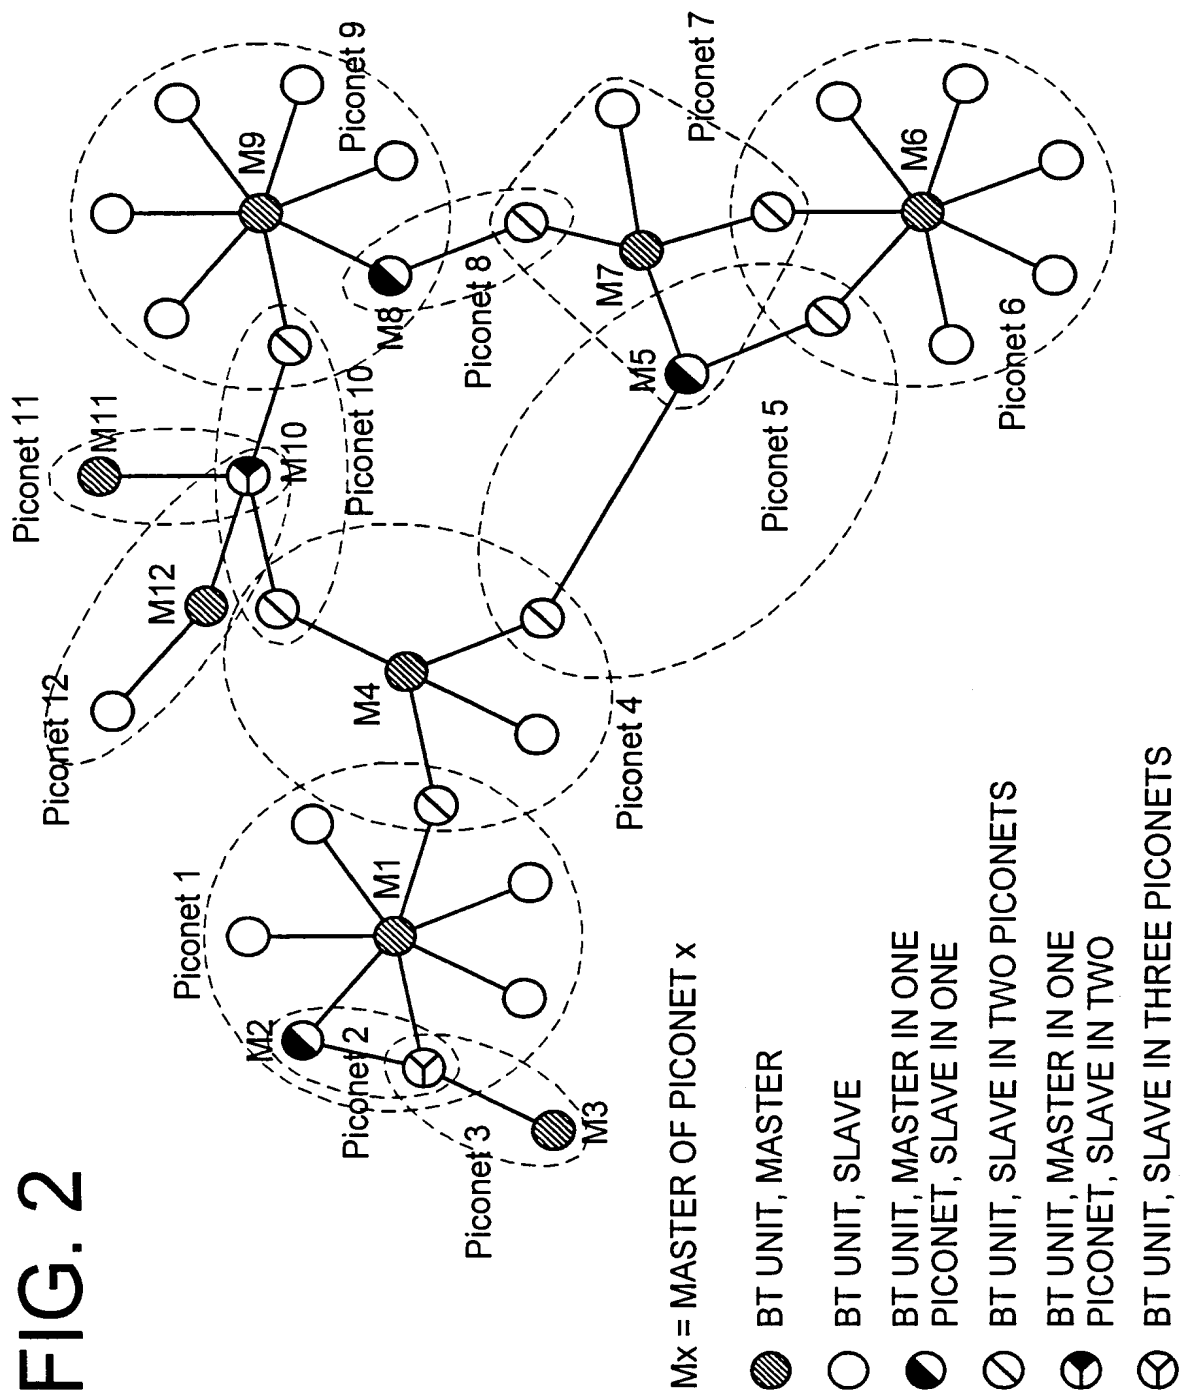 FIG. 2
Piconet 1
M1
M2
Piconet 2
Piconet 3
M3
M4
Piconet 4
Piconet 12
M12
Piconet 11
M11
M10
Piconet 10
Piconet 9
M9
M8
Piconet 8
Piconet 7
M7
M5
Piconet 5
M6
Piconet 6
Mx = MASTER OF PICONET x
BT UNIT, MASTER
BT UNIT, SLAVE
BT UNIT, MASTER IN ONE
PICONET, SLAVE IN ONE
BT UNIT, SLAVE IN TWO PICONETS
BT UNIT, MASTER IN ONE
PICONET, SLAVE IN TWO
BT UNIT, SLAVE IN THREE PICONETS